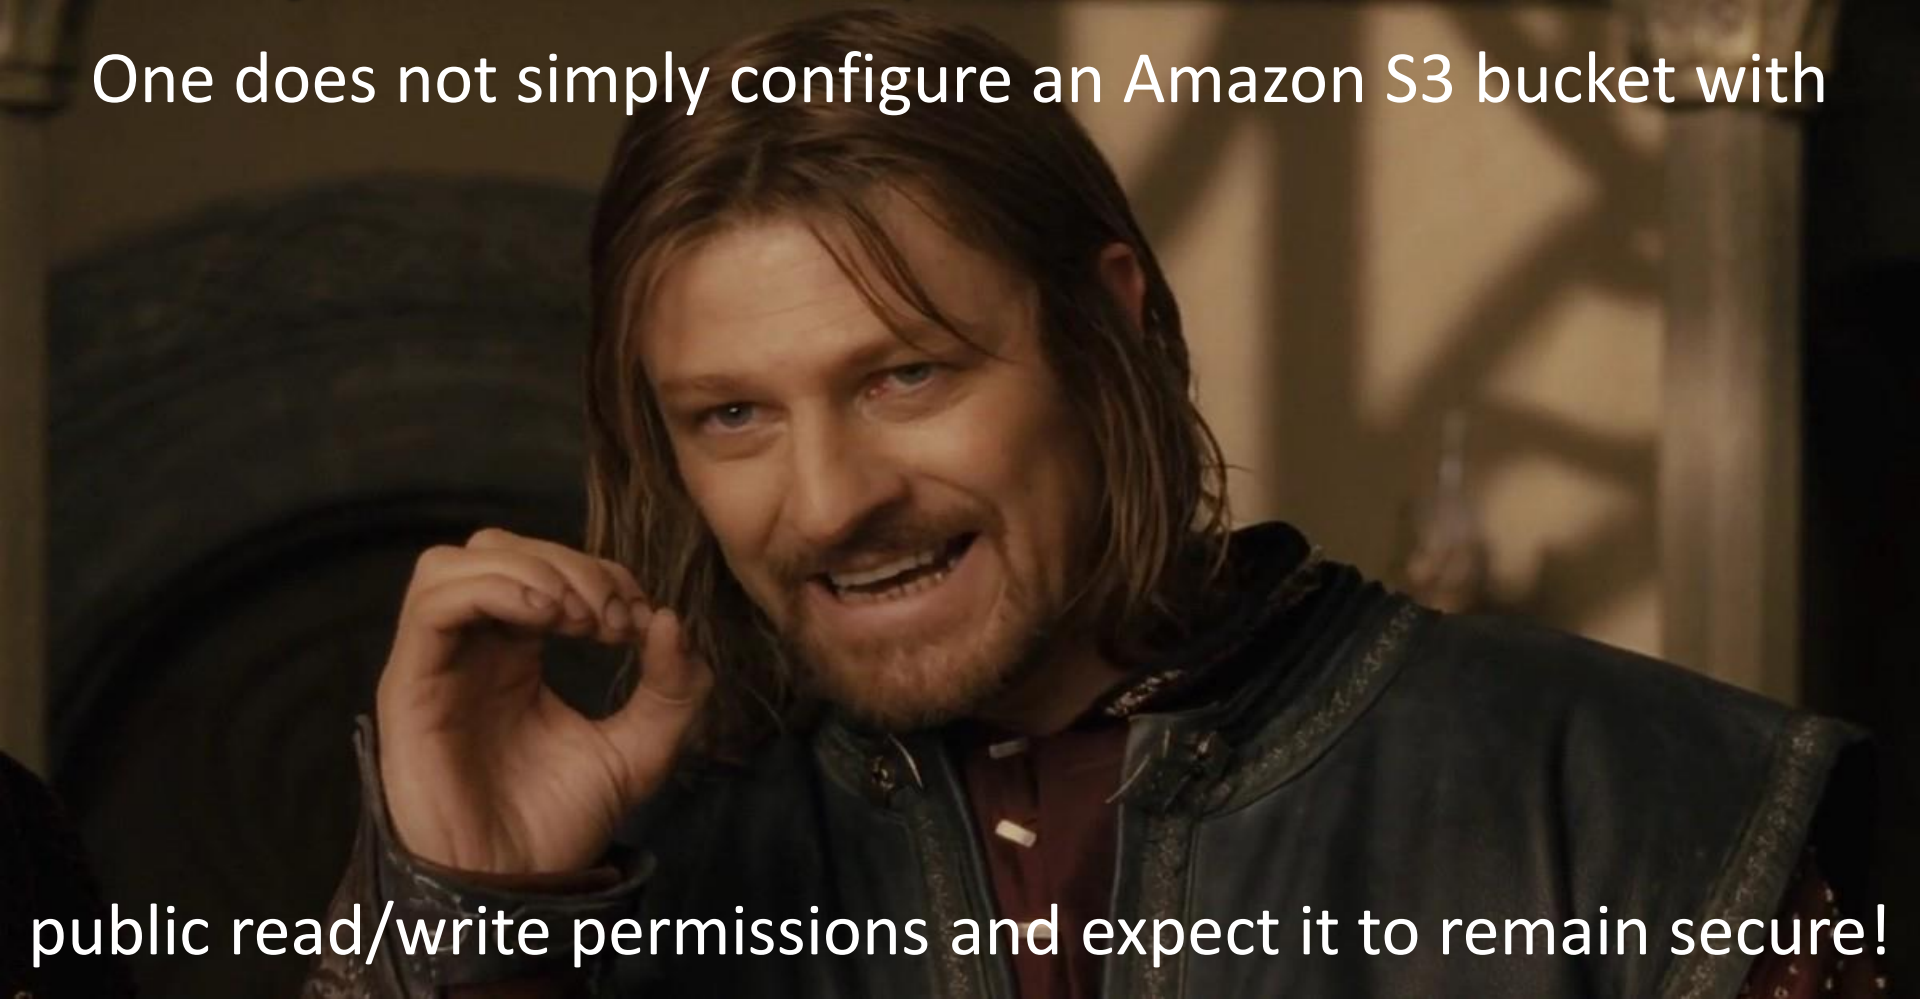 One does not simply configure an Amazon S3 bucket with
public read/write permissions and expect it to remain secure!